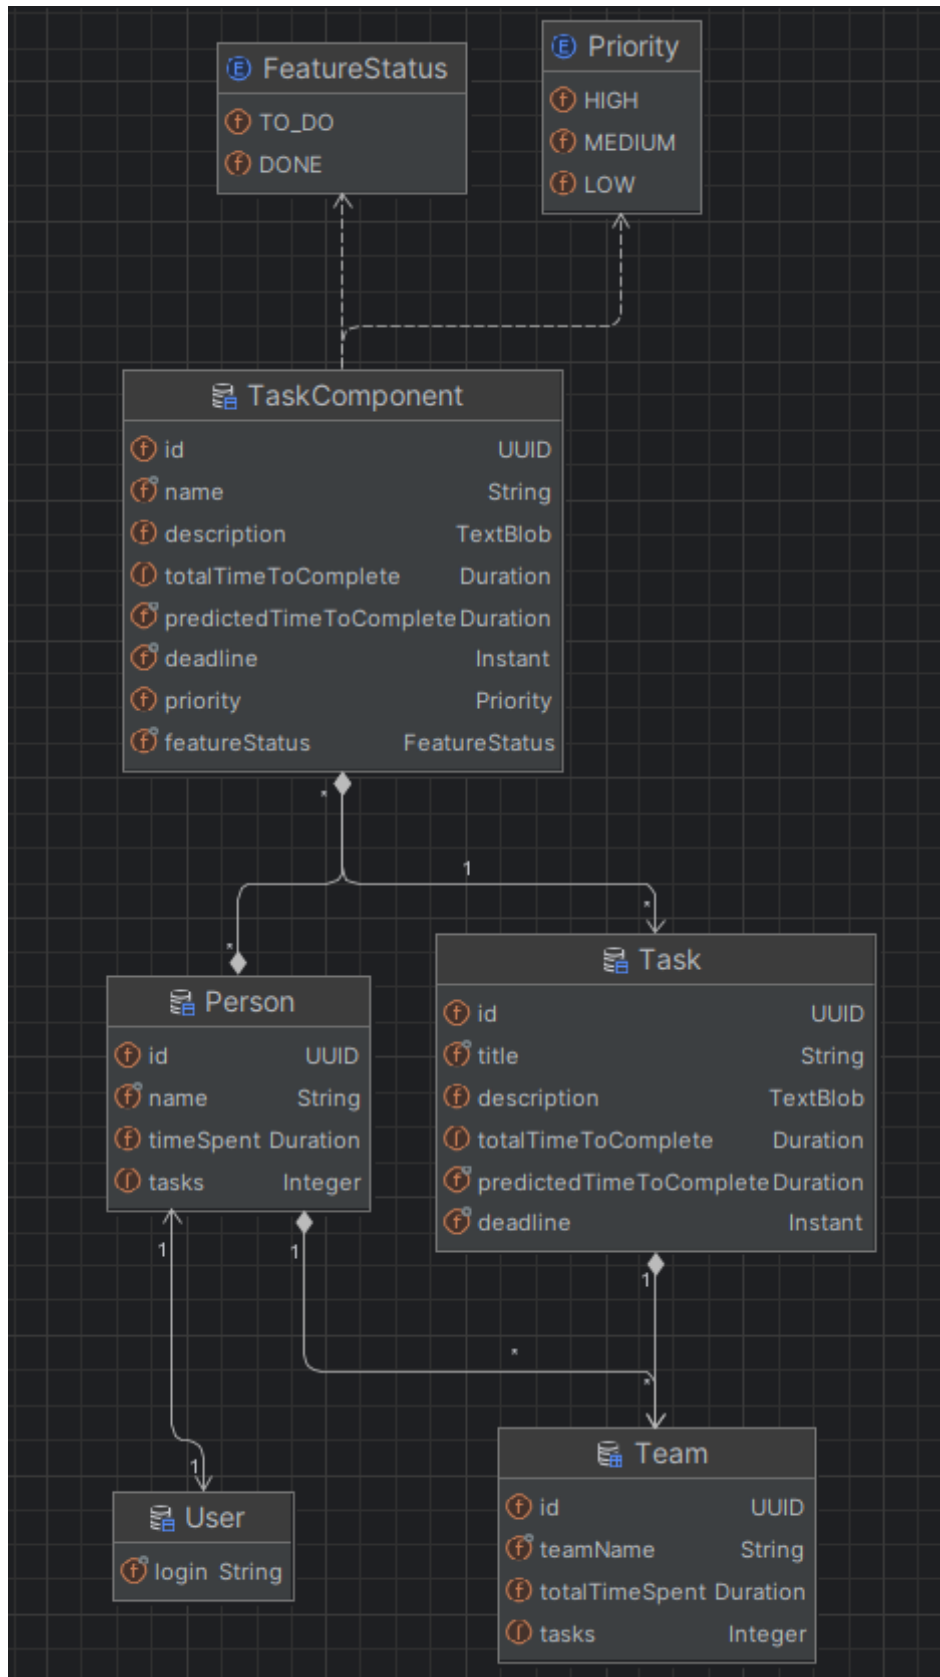 FeatureStatus
TO_DO
DONE
Priority
HIGH
MEDIUM
LOW
TaskComponent
id UUID
name String
description TextBlob
totalTimeToComplete Duration
predictedTimeToComplete Duration
deadline Instant
priority Priority
featureStatus FeatureStatus
*
1
*
*
Person
id UUID
name String
timeSpent Duration
tasks Integer
Task
id UUID
title String
description TextBlob
totalTimeToComplete Duration
predictedTimeToComplete Duration
deadline Instant
1
1
1
*
*
1
User
login String
Team
id UUID
teamName String
totalTimeSpent Duration
tasks Integer